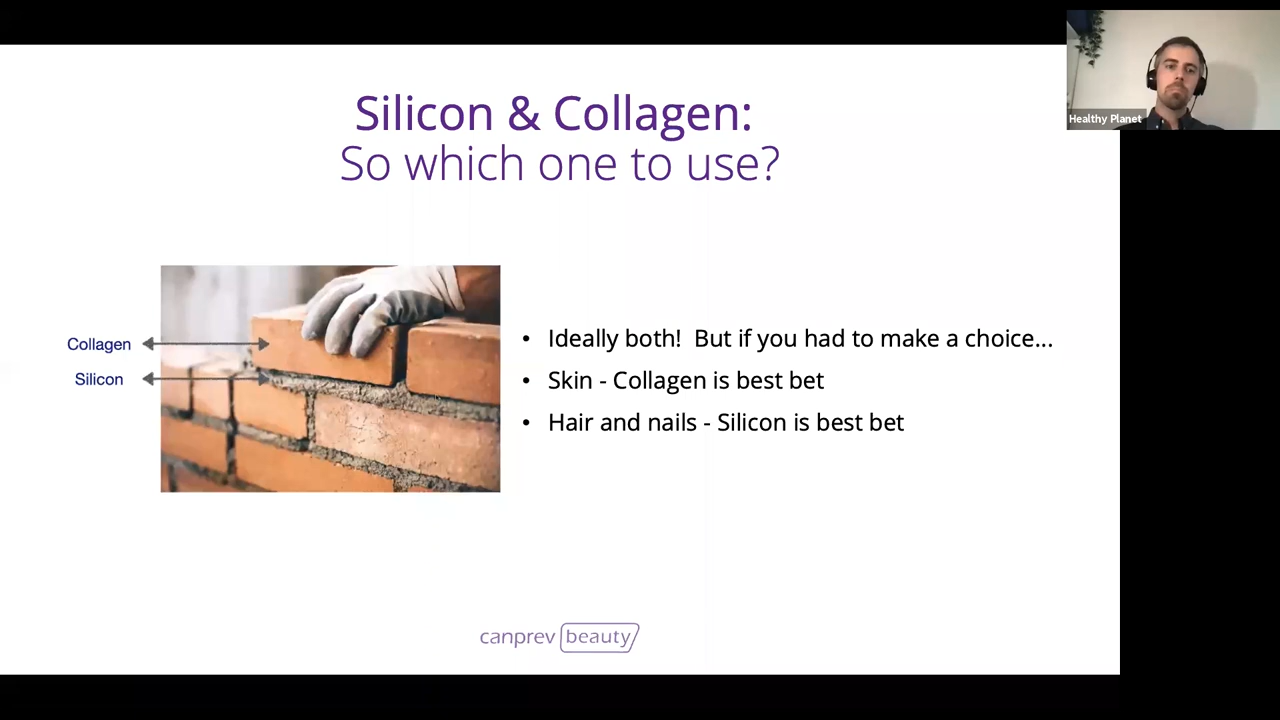 Silicon & Collagen:
So which one to use?
Healthy Planet
Collagen
Silicon
• Ideally both!  But if you had to make a choice...
• Skin - Collagen is best bet
• Hair and nails - Silicon is best bet
canprev beauty